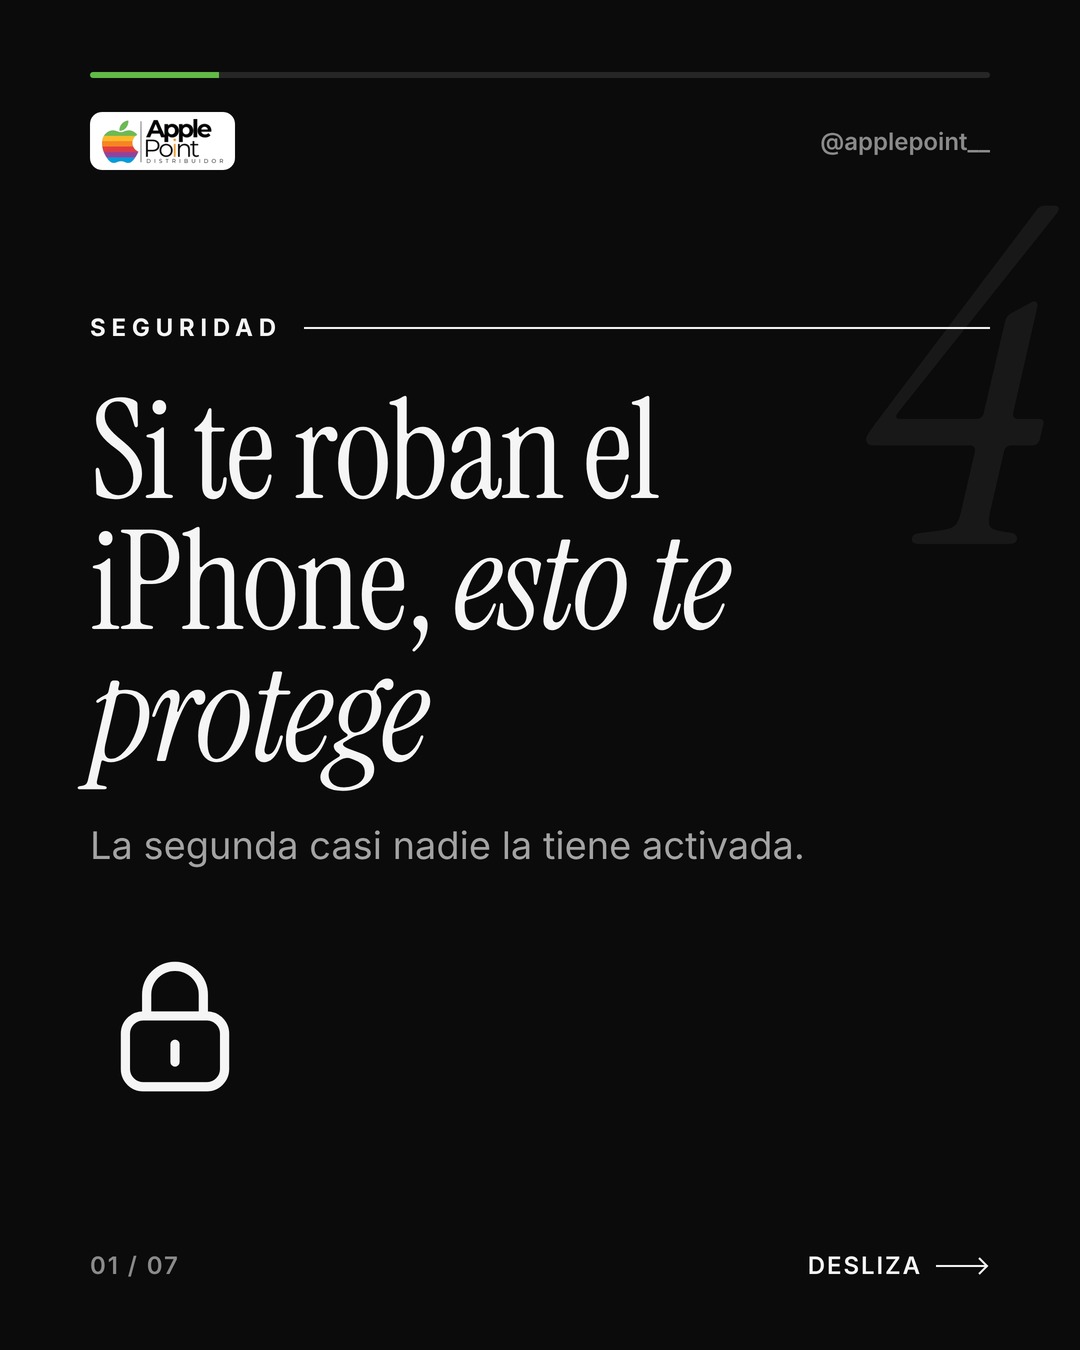 Apple
Point
DISTRIBUIDOR
@applepoint__
4
SEGURIDAD
Si te roban el
iPhone, esto te
protege
La segunda casi nadie la tiene activada.
01 / 07
DESLIZA